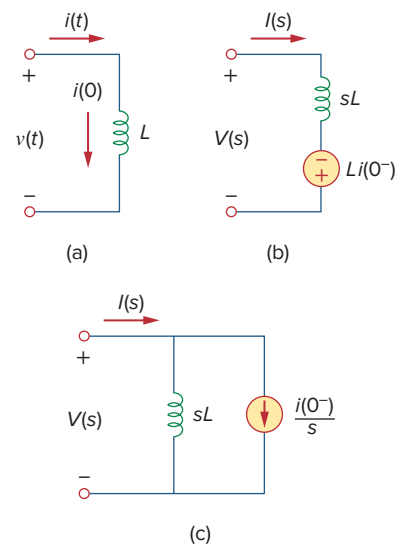 i(t)
+
i(0)
v(t)
L
−
(a)
I(s)
+
sL
V(s)
−
+
Li(0⁻)
−
(b)
I(s)
+
V(s)
sL
i(0⁻)
s
−
(c)